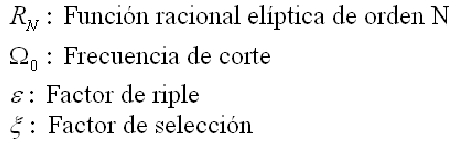 R_N : Función racional elíptica de orden N
Ω_0 : Frecuencia de corte
ε : Factor de riple
ξ : Factor de selección